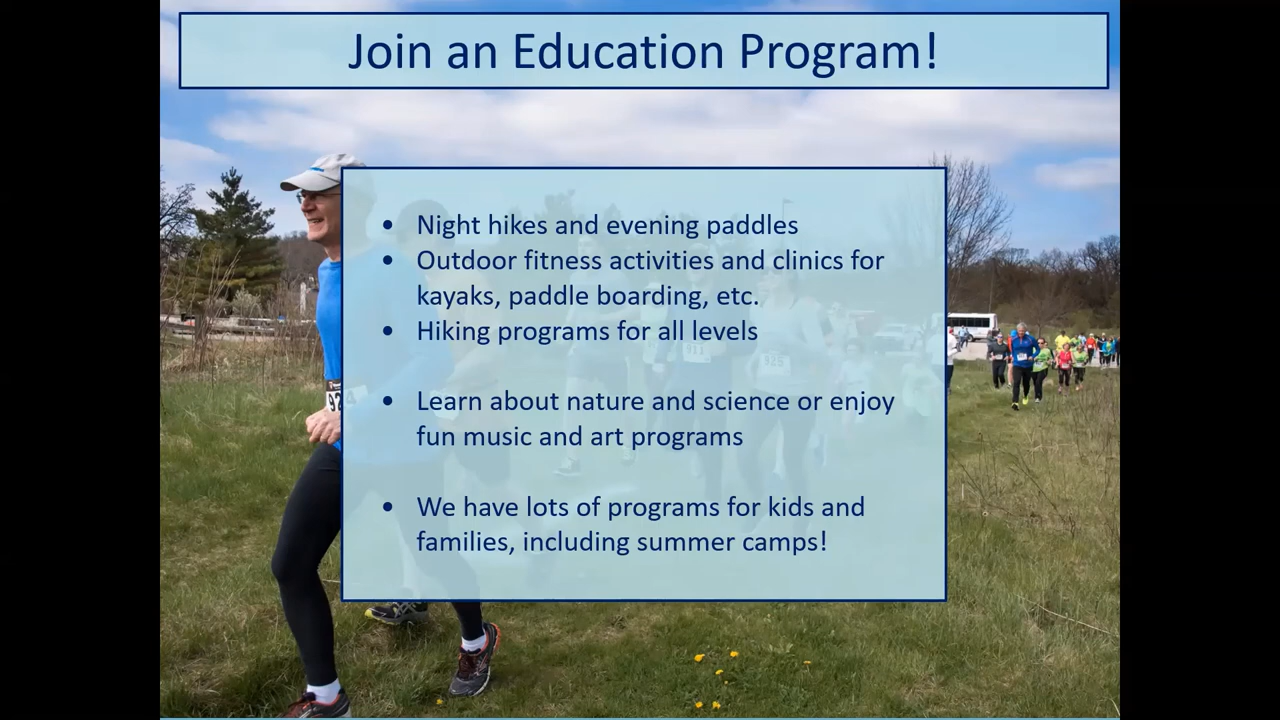 Join an Education Program!
• Night hikes and evening paddles
• Outdoor fitness activities and clinics for
kayaks, paddle boarding, etc.
• Hiking programs for all levels
• Learn about nature and science or enjoy
fun music and art programs
• We have lots of programs for kids and
families, including summer camps!